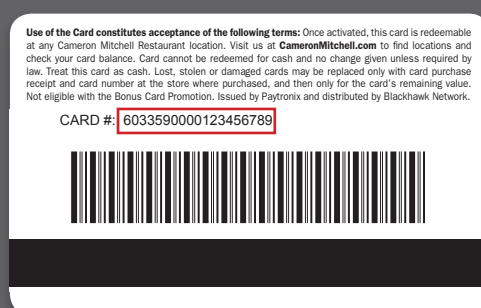 Use of the Card constitutes acceptance of the following terms: Once activated, this card is redeemable
at any Cameron Mitchell Restaurant location. Visit us at CameronMitchell.com to find locations and
check your card balance. Card cannot be redeemed for cash and no change given unless required by
law. Treat this card as cash. Lost, stolen or damaged cards may be replaced only with card purchase
receipt and card number at the store where purchased, and then only for the card's remaining value.
Not eligible with the Bonus Card Promotion. Issued by Paytronix and distributed by Blackhawk Network.
CARD #: 6033590000123456789